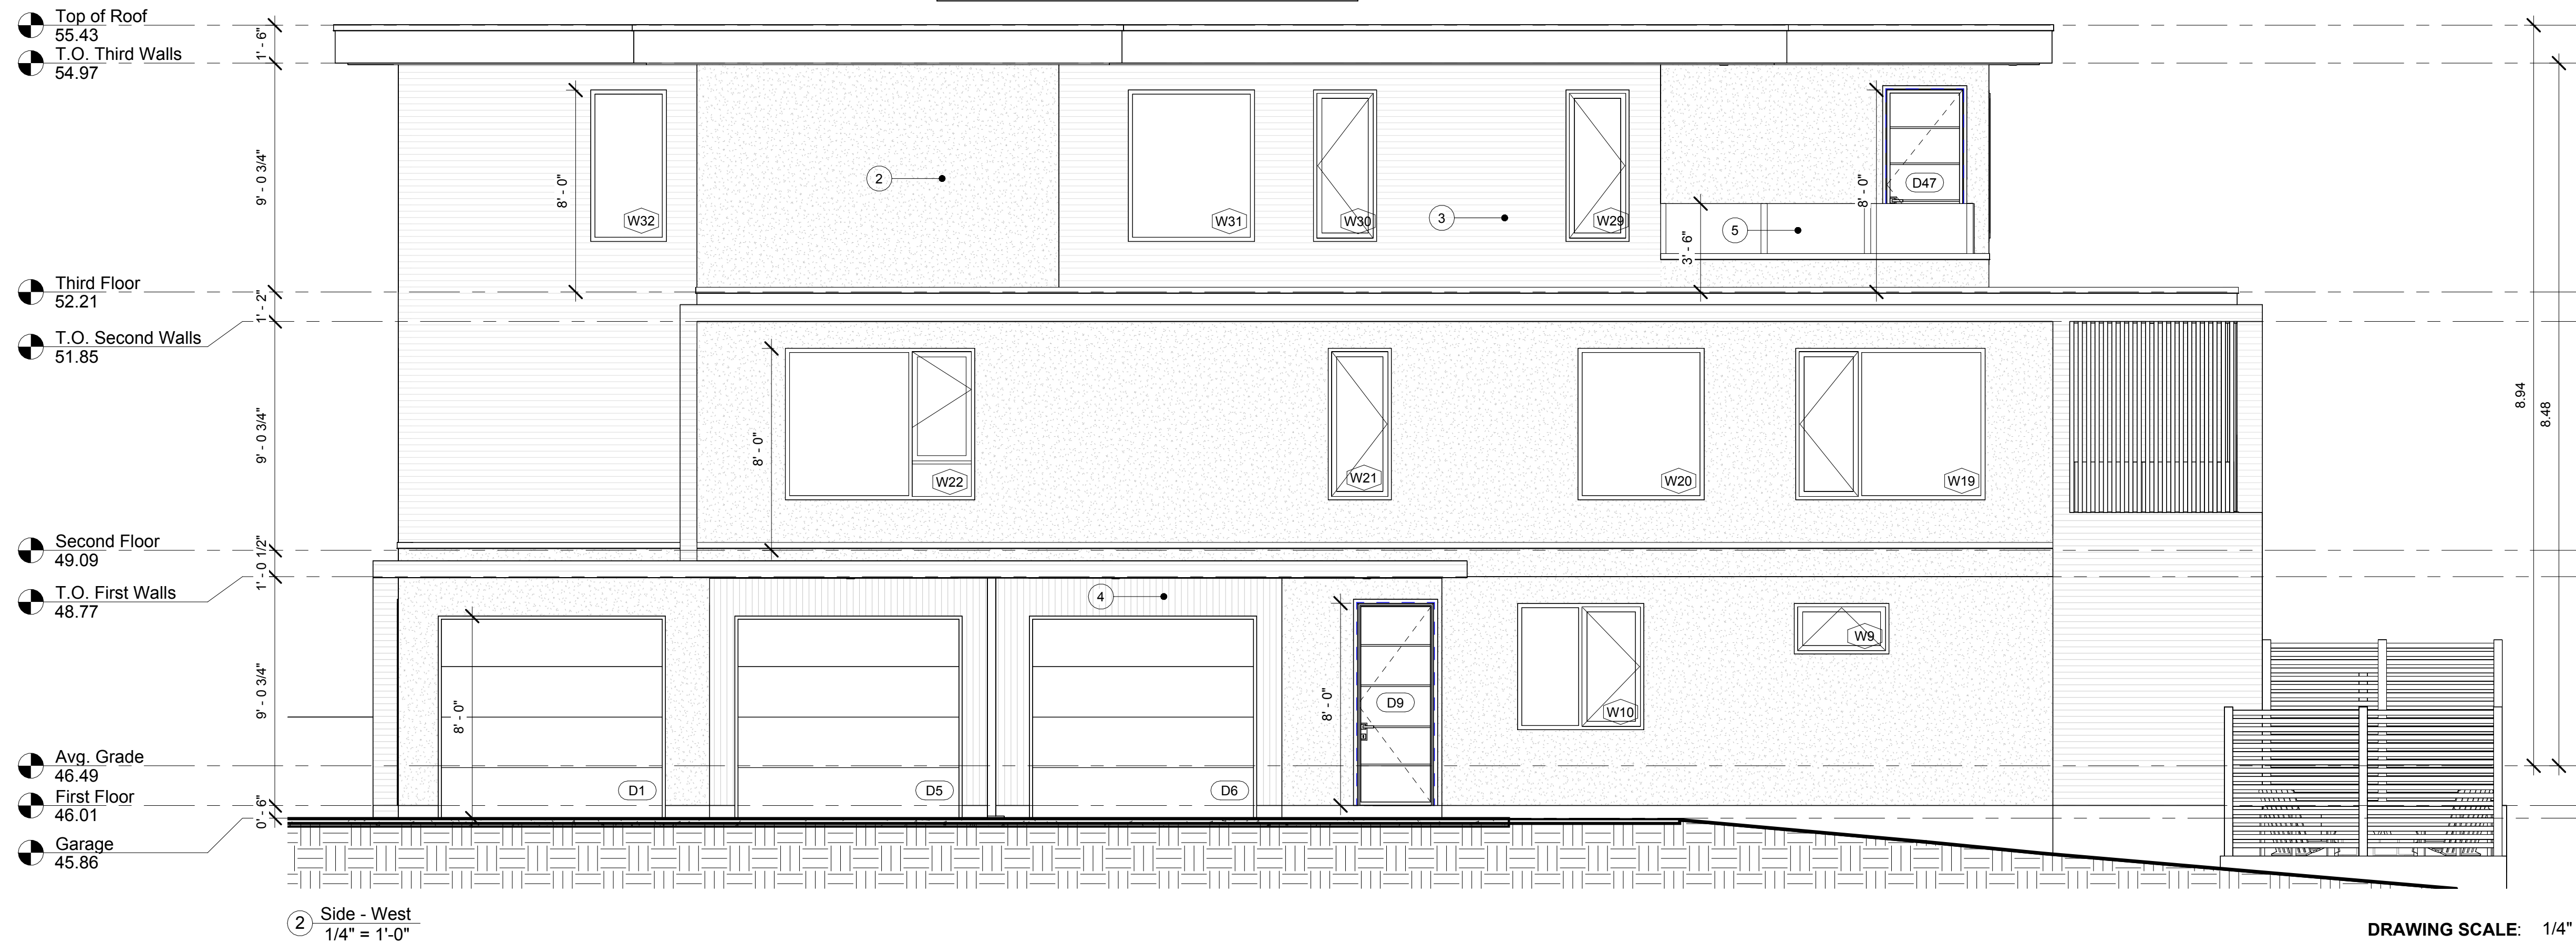 Top of Roof
55.43
T.O. Third Walls
54.97
Third Floor
52.21
T.O. Second Walls
51.85
Second Floor
49.09
T.O. First Walls
48.77
Avg. Grade
46.49
First Floor
46.01
Garage
45.86
1' - 6"
9' - 0 3/4"
1' - 2"
9' - 0 3/4"
1' - 0 1/2"
9' - 0 3/4"
0' - 6"
8' - 0"
W32
2
W31
W30
3
W29
5
3' - 6"
8' - 0"
D47
8' - 0"
W22
W21
W20
W19
8' - 0"
D1
D5
4
D6
8' - 0"
D9
W10
W9
8.94
8.48
2
Side - West
1/4" = 1'-0"
DRAWING SCALE: 1/4"